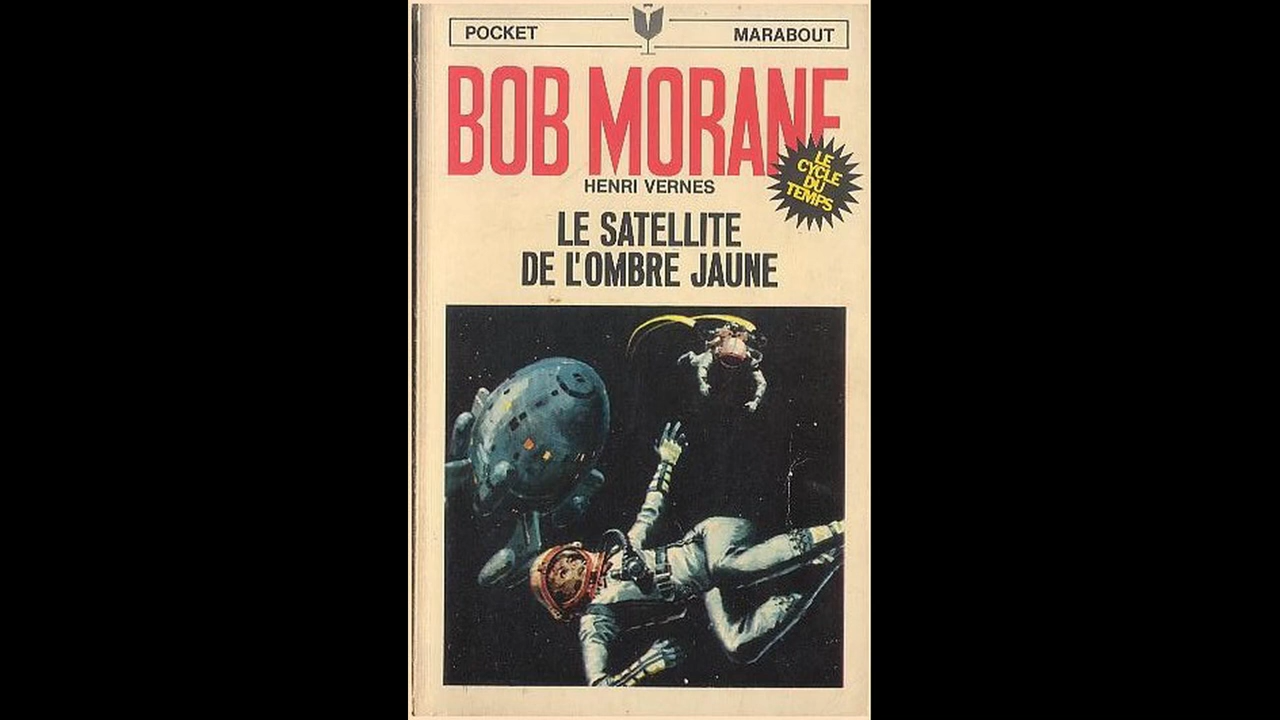 POCKET
MARABOUT
BOB MORANE
LE
CYCLE
DU
TEMPS
HENRI VERNES
LE SATELLITE
DE L'OMBRE JAUNE